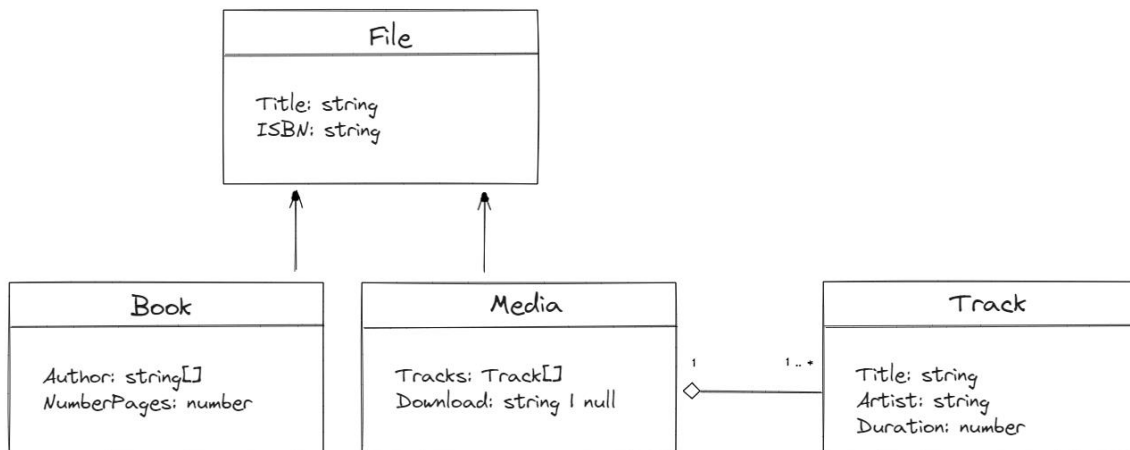 File
Title: string
ISBN: string
Book
Author: string[]
NumberPages: number
Media
Tracks: Track[]
Download: string | null
1
1..*
Track
Title: string
Artist: string
Duration: number